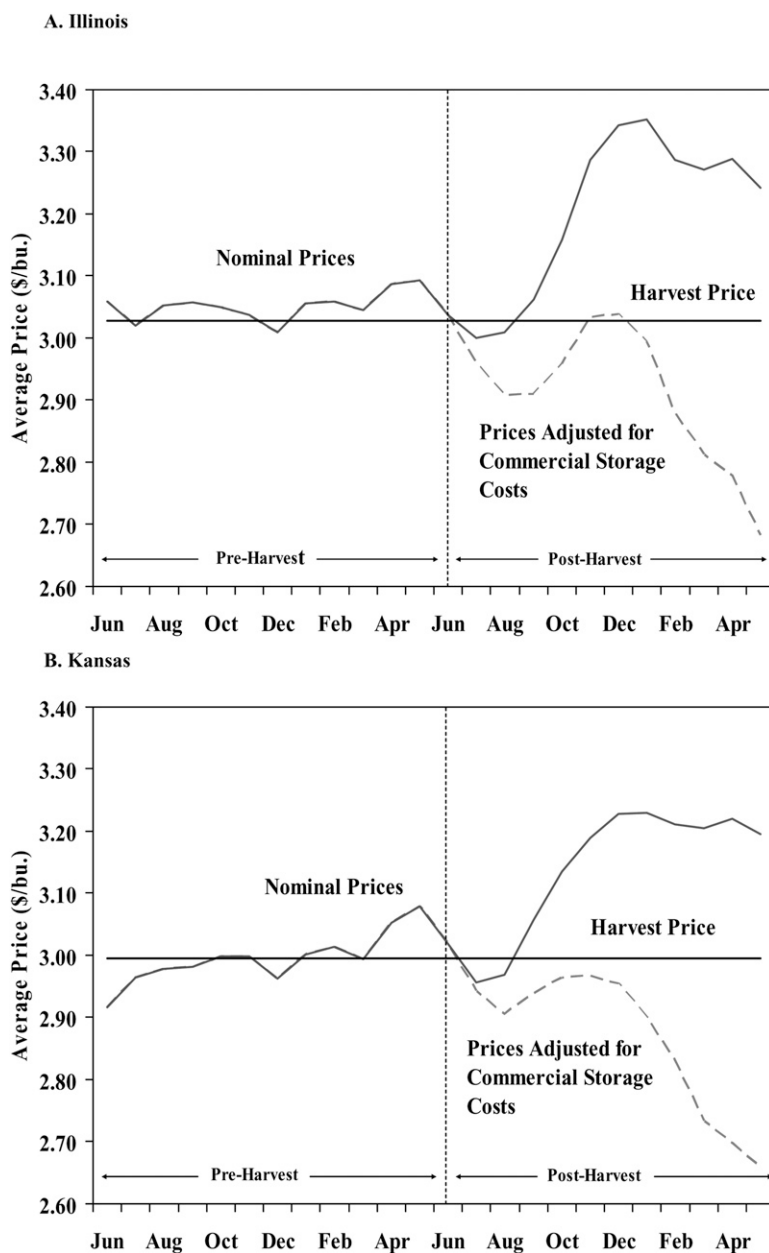 A. Illinois
3.40
3.30
3.20
3.10
3.00
2.90
2.80
2.70
2.60
Average Price ($/bu.)
Nominal Prices
Harvest Price
Prices Adjusted for
Commercial Storage
Costs
Pre-Harvest
Post-Harvest
Jun Aug Oct Dec Feb Apr Jun Aug Oct Dec Feb Apr
B. Kansas
3.40
3.30
3.20
3.10
3.00
2.90
2.80
2.70
2.60
Average Price ($/bu.)
Nominal Prices
Harvest Price
Prices Adjusted for
Commercial Storage
Costs
Pre-Harvest
Post-Harvest
Jun Aug Oct Dec Feb Apr Jun Aug Oct Dec Feb Apr